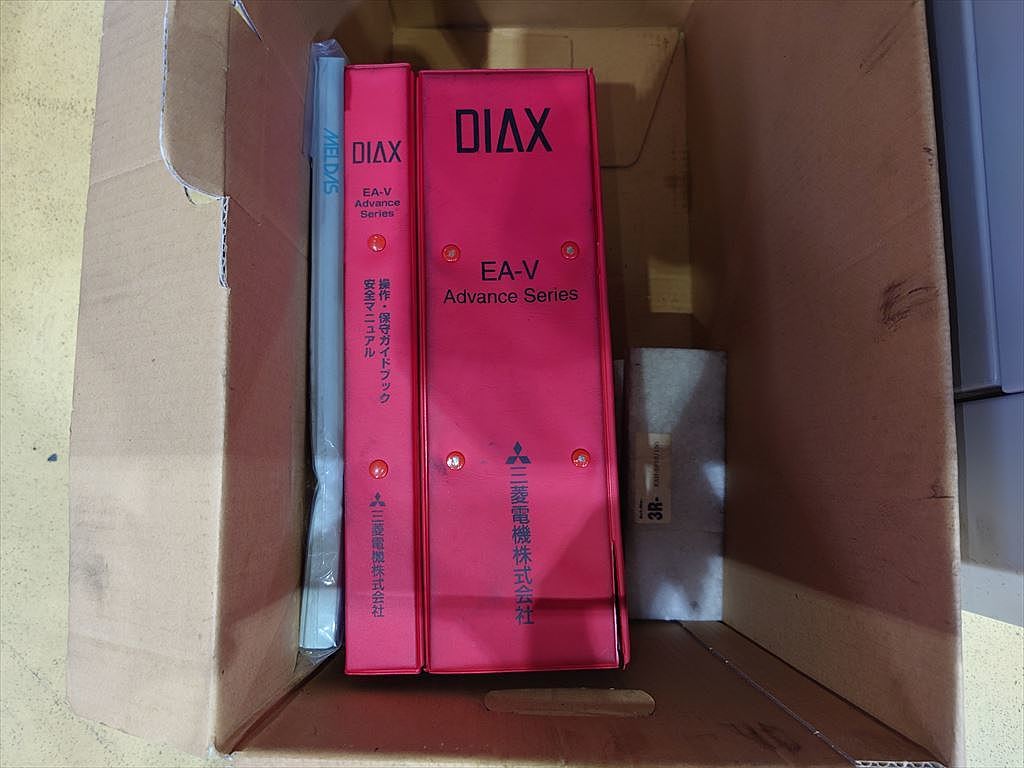 MELDAS
DIAX
EA-V
Advance
Series
操作・保守ガイドブック
安全マニュアル
三菱電機株式会社
DIAX
EA-V
Advance Series
三菱電機株式会社
3R-